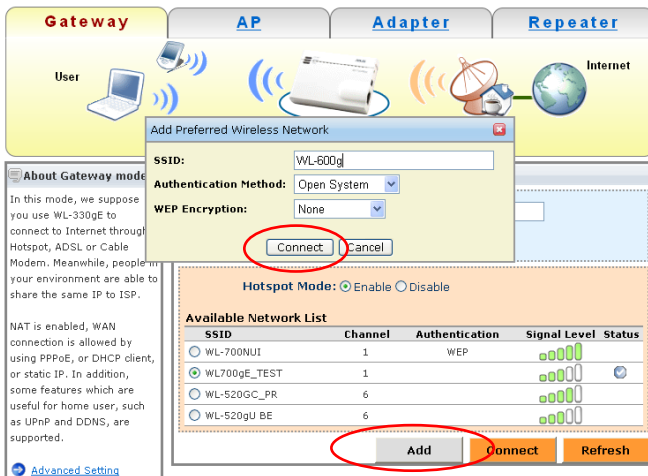 Gateway
AP
Adapter
Repeater
User
Internet
Add Preferred Wireless Network
SSID:
WL-600g
Authentication Method:
Open System
WEP Encryption:
None
Connect
Cancel
About Gateway mode
In this mode, we suppose
you use WL-330gE to
connect to Internet through
Hotspot, ADSL or Cable
Modem. Meanwhile, people in
your environment are able to
share the same IP to ISP.
NAT is enabled, WAN
connection is allowed by
using PPPoE, or DHCP client,
or static IP. In addition,
some features which are
useful for home user, such
as UPnP and DDNS, are
supported.
Advanced Setting
Hotspot Mode: Enable Disable
Available Network List
SSID Channel Authentication Signal Level Status
WL-700NUI 1 WEP
WL700gE_TEST 1
WL-520GC_PR 6
WL-520gU BE 6
Add
Connect
Refresh